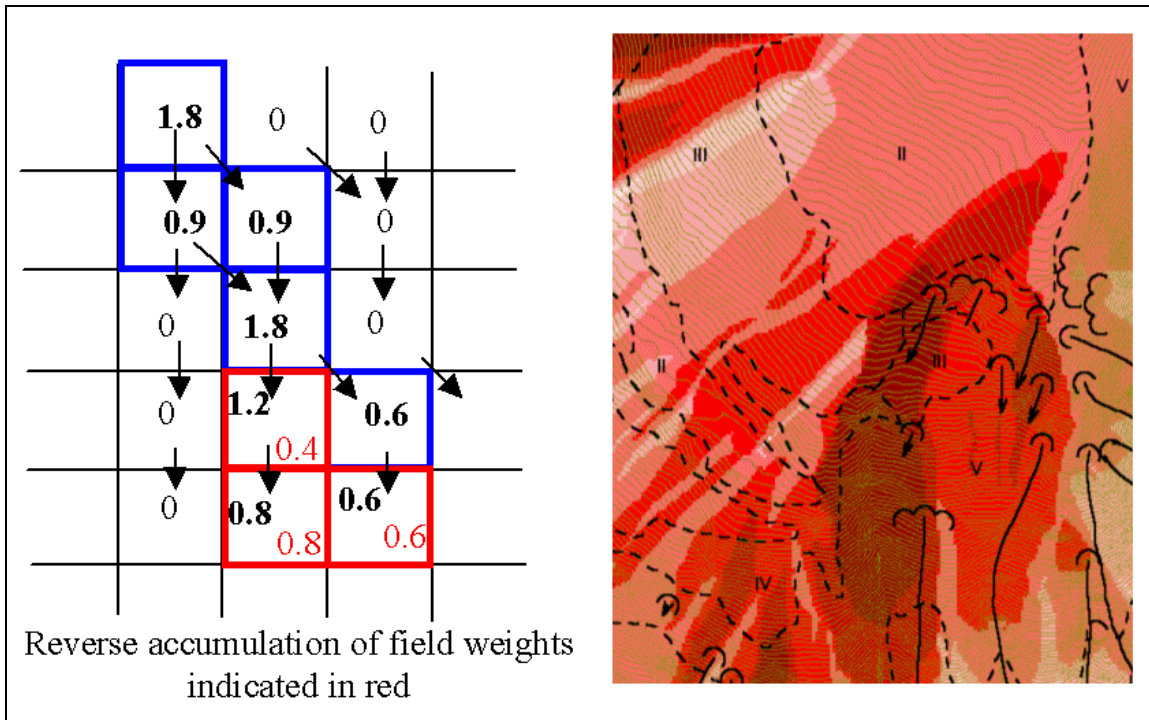 1.8 0 0
0.9 0.9 0
0 1.8 0
0 1.2 0.4 0.6
0 0.8 0.8 0.6 0.6
Reverse accumulation of field weights
indicated in red
V
III II
II III
V
IV